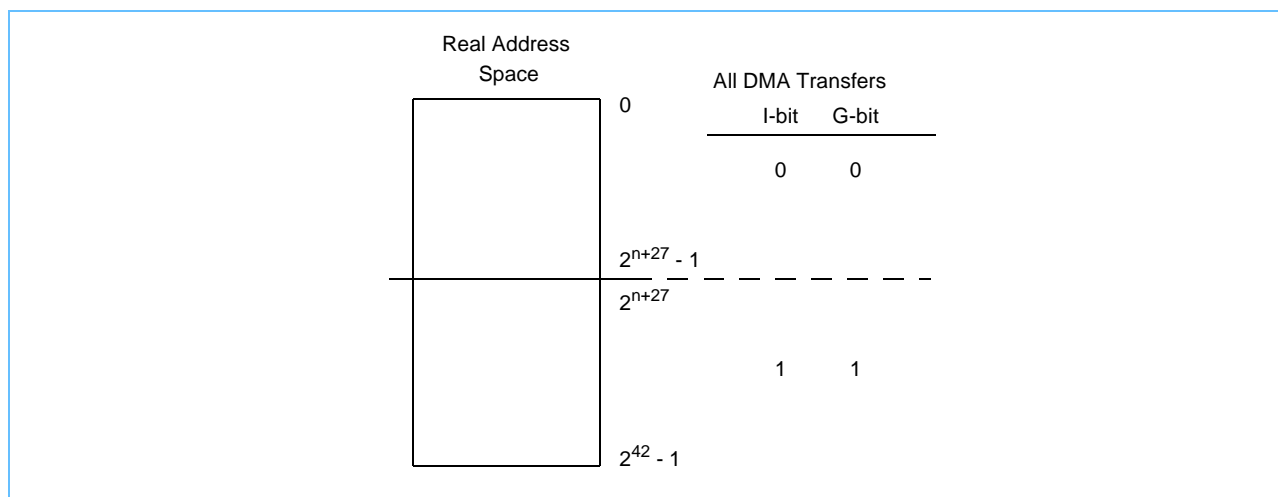 Real Address
Space
All DMA Transfers
0
I-bit G-bit
0 0
2^{n+27} - 1
2^{n+27}
1 1
2^{42} - 1